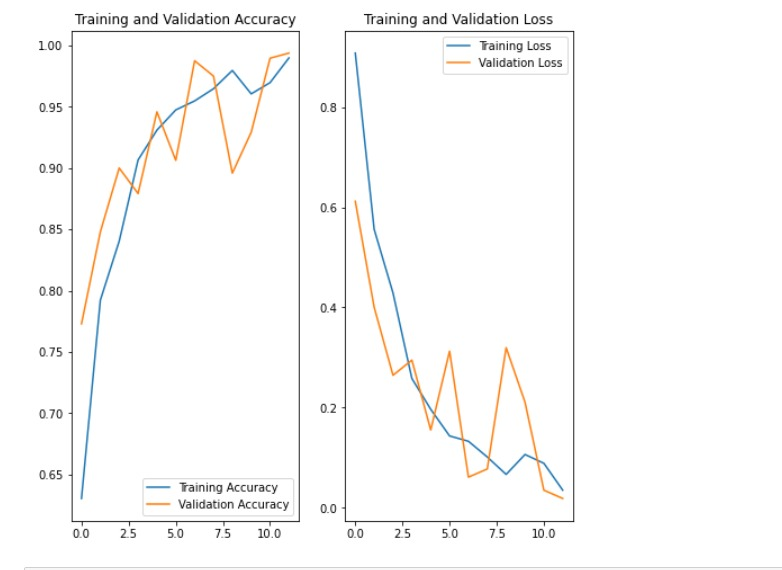 Training and Validation Accuracy
1.00
0.95
0.90
0.85
0.80
0.75
0.70
0.65
Training Accuracy
Validation Accuracy
0.0 2.5 5.0 7.5 10.0
Training and Validation Loss
Training Loss
Validation Loss
0.8
0.6
0.4
0.2
0.0
0.0 2.5 5.0 7.5 10.0